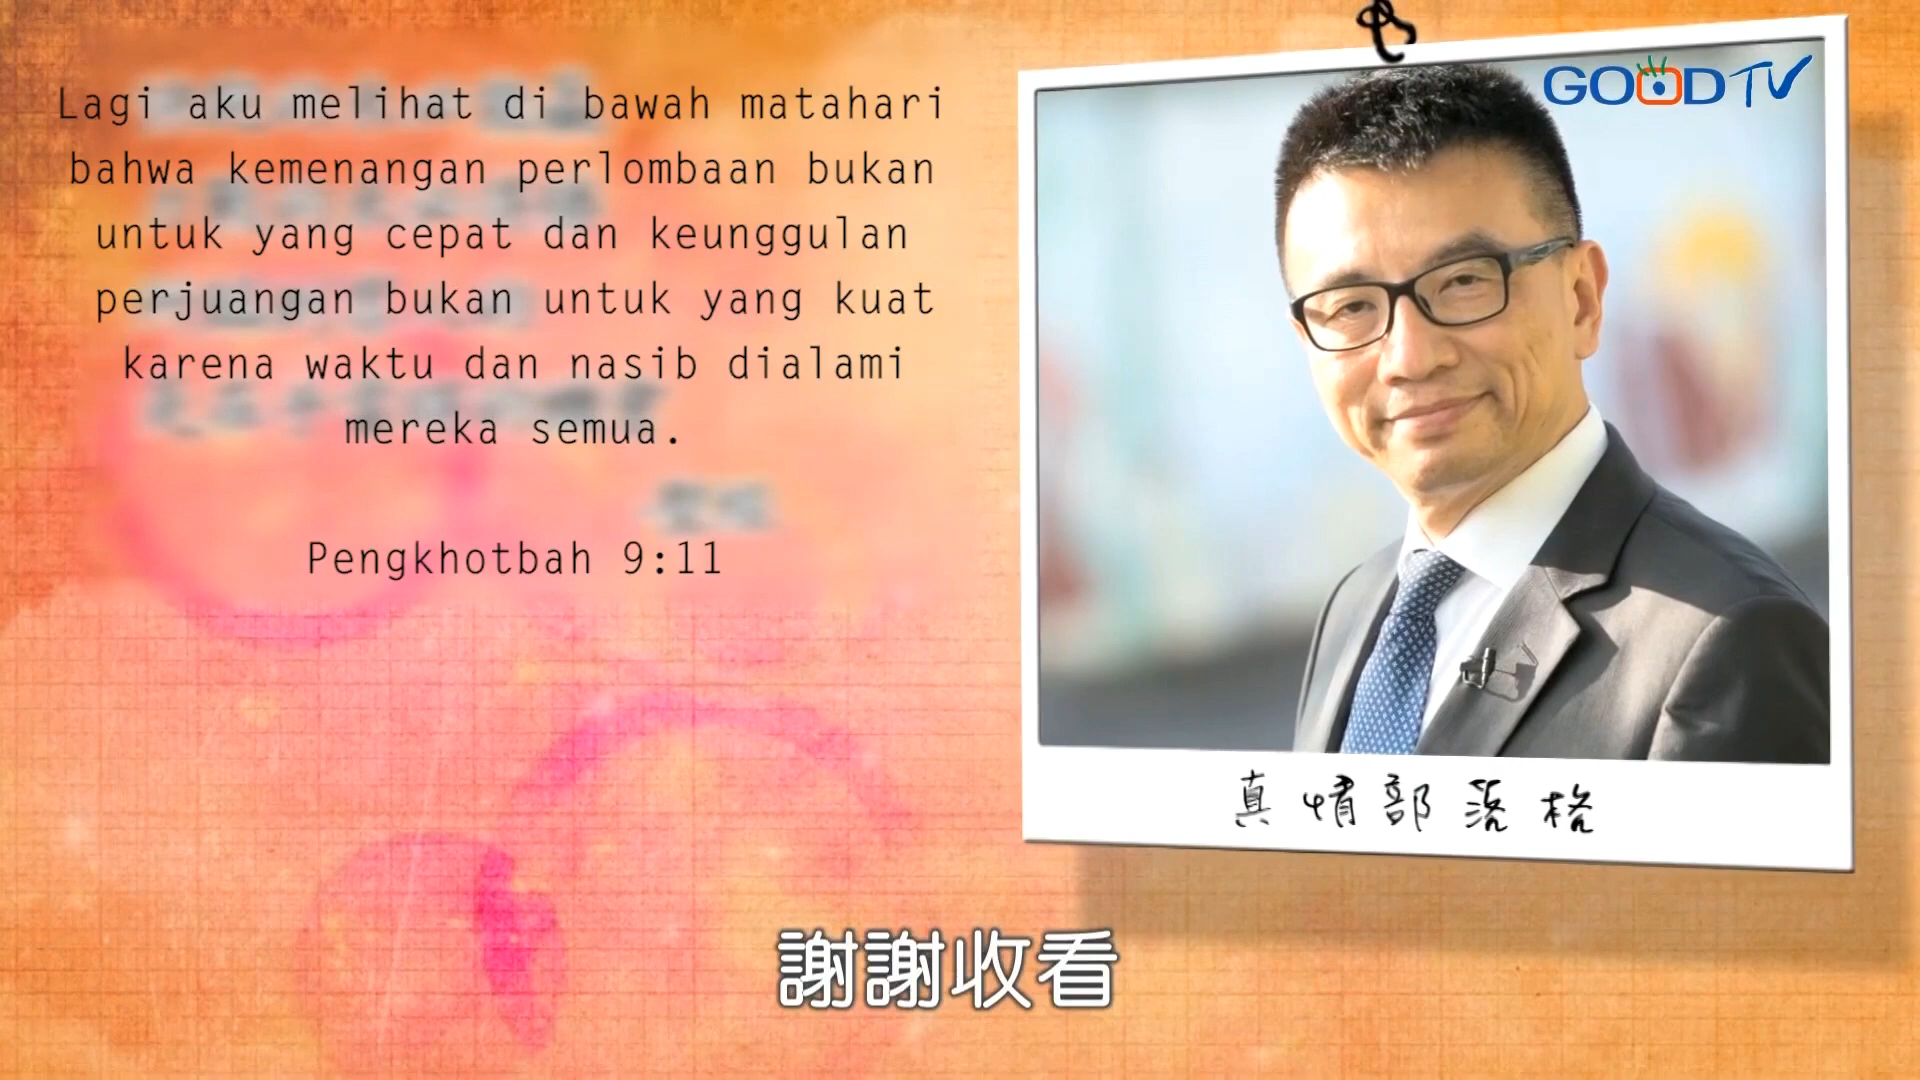 Lagi aku melihat di bawah matahari
bahwa kemenangan perlombaan bukan
untuk yang cepat dan keunggulan
perjuangan bukan untuk yang kuat
karena waktu dan nasib dialami
mereka semua.
Pengkhotbah 9:11
GOODTV
真情部落格
謝謝收看